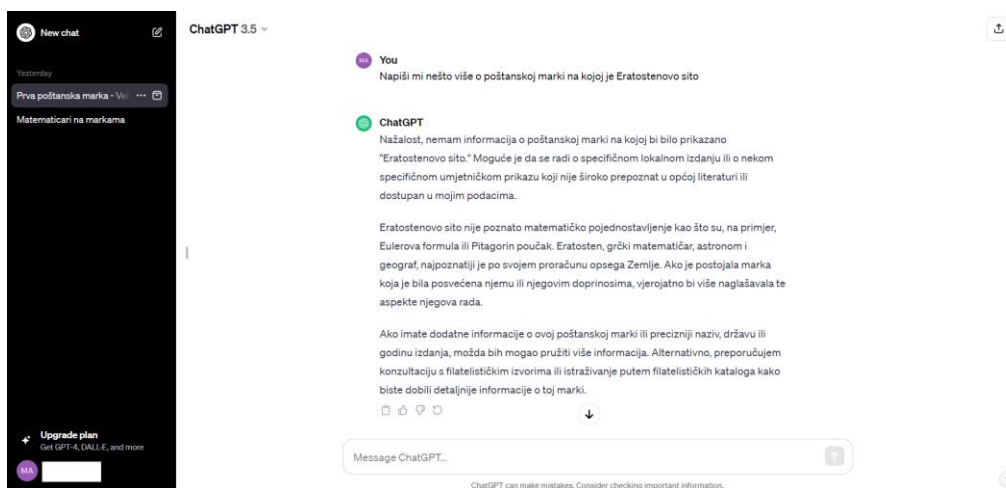 New chat
Yesterday
Prva poštanska marka - Vel
Matematicari na markama
Upgrade plan
Get GPT-4, DALL·E, and more
MA
ChatGPT 3.5
MA
You
Napiši mi nešto više o poštanskoj marki na kojoj je Eratostenovo sito
ChatGPT
Nažalost, nemam informacija o poštanskoj marki na kojoj bi bilo prikazano
"Eratostenovo sito." Moguće je da se radi o specifičnom lokalnom izdanju ili o nekom
specifičnom umjetničkom prikazu koji nije široko prepoznat u općoj literaturi ili
dostupan u mojim podacima.
Eratostenovo sito nije poznato matematičko pojednostavljenje kao što su, na primjer,
Eulerova formula ili Pitagorin poučak. Eratosten, grčki matematičar, astronom i
geograf, najpoznatiji je po svojem proračunu opsega Zemlje. Ako je postojala marka
koja je bila posvećena njemu ili njegovim doprinosima, vjerojatno bi više naglašavala te
aspekte njegova rada.
Ako imate dodatne informacije o ovoj poštanskoj marki ili precizniji naziv, državu ili
godinu izdanja, možda bih mogao pružiti više informacija. Alternativno, preporučujem
konzultaciju s filatelističkim izvorima ili istraživanje putem filatelističkih kataloga kako
biste dobili detaljnije informacije o toj marki.
Message ChatGPT...
ChatGPT can make mistakes. Consider checking important information.